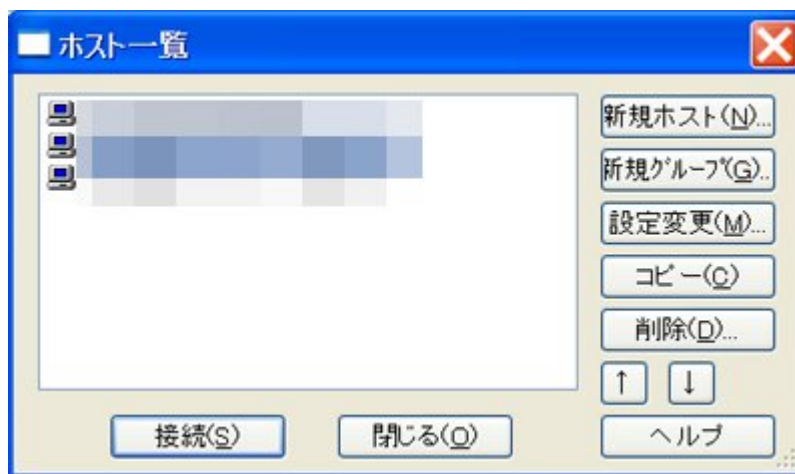 ホスト一覧
新規ホスト(N)...
新規ｸﾞﾙｰﾌﾟ(G)..
設定変更(M)...
コピー(C)
削除(D)...
↑ ↓
接続(S) 閉じる(O) ヘルプ